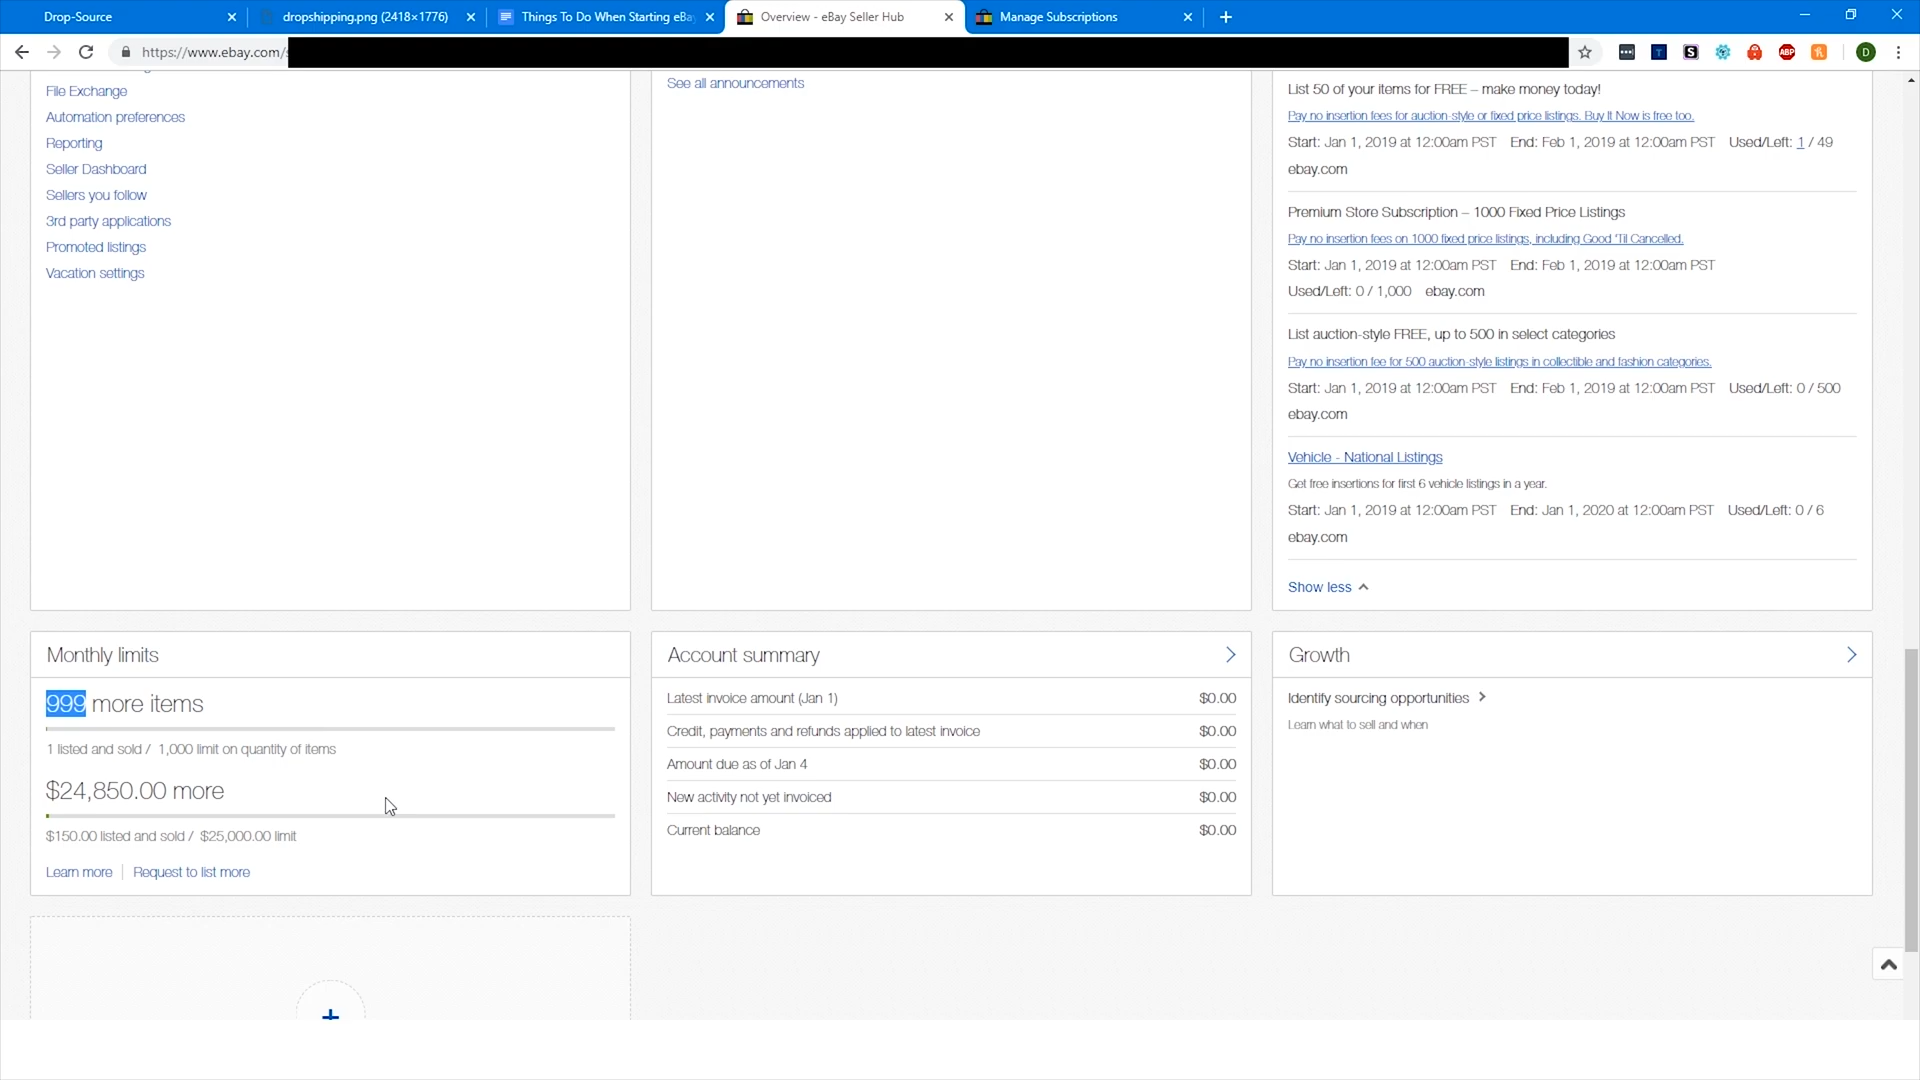 Drop-Source
dropshipping.png (2418×1776)
Things To Do When Starting eBa
Overview - eBay Seller Hub
Manage Subscriptions
https://www.ebay.com/
ABP
D
File Exchange
Automation preferences
Reporting
Seller Dashboard
Sellers you follow
3rd party applications
Promoted listings
Vacation settings
See all announcements
List 50 of your items for FREE – make money today!
Pay no insertion fees for auction-style or fixed price listings. Buy It Now is free too.
Start: Jan 1, 2019 at 12:00am PST End: Feb 1, 2019 at 12:00am PST Used/Left: 1 / 49
ebay.com
Premium Store Subscription – 1000 Fixed Price Listings
Pay no insertion fees on 1000 fixed price listings, including Good 'Til Cancelled.
Start: Jan 1, 2019 at 12:00am PST End: Feb 1, 2019 at 12:00am PST
Used/Left: 0 / 1,000 ebay.com
List auction-style FREE, up to 500 in select categories
Pay no insertion fee for 500 auction-style listings in collectible and fashion categories.
Start: Jan 1, 2019 at 12:00am PST End: Feb 1, 2019 at 12:00am PST Used/Left: 0 / 500
ebay.com
Vehicle - National Listings
Get free insertions for first 6 vehicle listings in a year.
Start: Jan 1, 2019 at 12:00am PST End: Jan 1, 2020 at 12:00am PST Used/Left: 0 / 6
ebay.com
Show less
Monthly limits
999 more items
1 listed and sold / 1,000 limit on quantity of items
$24,850.00 more
$150.00 listed and sold / $25,000.00 limit
Learn more | Request to list more
Account summary
Latest invoice amount (Jan 1) $0.00
Credit, payments and refunds applied to latest invoice $0.00
Amount due as of Jan 4 $0.00
New activity not yet invoiced $0.00
Current balance $0.00
Growth
Identify sourcing opportunities
Learn what to sell and when